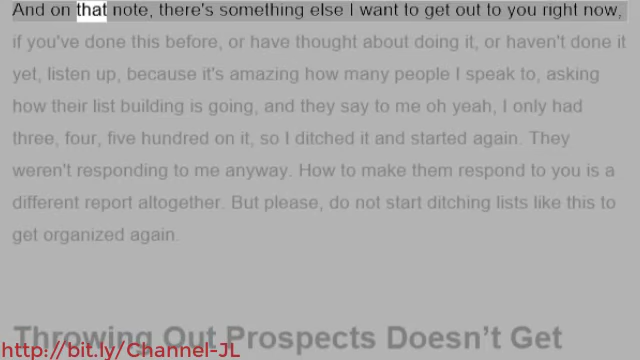 And on that note, there's something else I want to get out to you right now,
if you've done this before, or have thought about doing it, or haven't done it
yet, listen up, because it's amazing how many people I speak to, asking
how their list building is going, and they say to me oh yeah, I only had
three, four, five hundred on it, so I ditched it and started again. They
weren't responding to me anyway. How to make them respond to you is a
different report altogether. But please, do not start ditching lists like this to
get organized again.
Throwing Out Prospects Doesn’t Get
http://bit.ly/Channel-JL